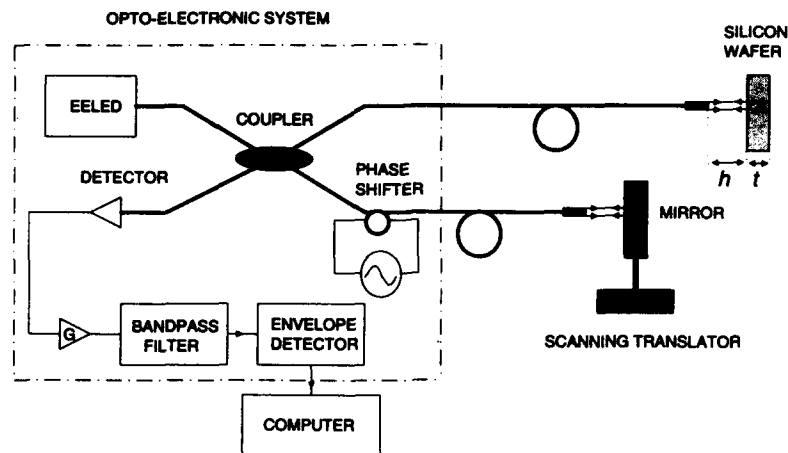 OPTO-ELECTRONIC SYSTEM
SILICON
WAFER
EELED
COUPLER
PHASE
SHIFTER
DETECTOR
h
t
MIRROR
G
BANDPASS
FILTER
ENVELOPE
DETECTOR
SCANNING TRANSLATOR
COMPUTER